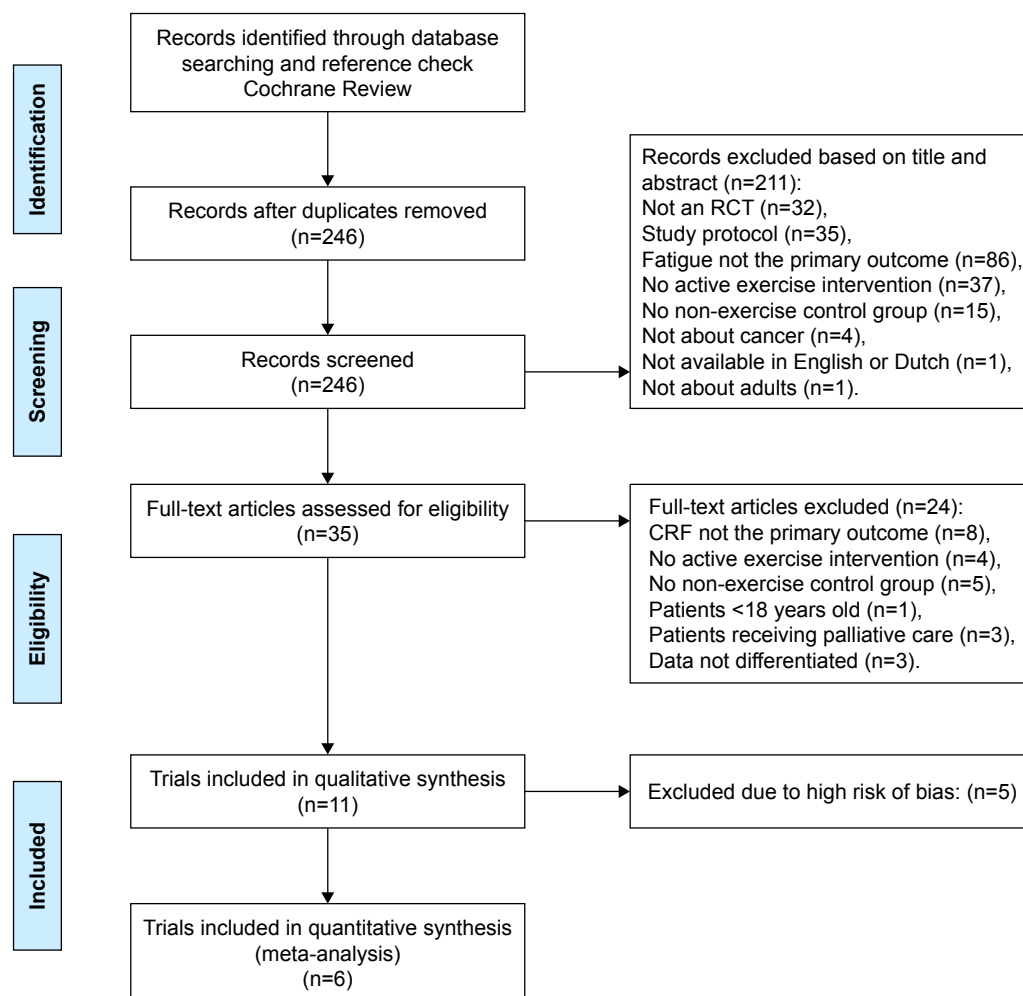 Identification
Records identified through database
searching and reference check
Cochrane Review
Records after duplicates removed
(n=246)
Screening
Records screened
(n=246)
Records excluded based on title and
abstract (n=211):
Not an RCT (n=32),
Study protocol (n=35),
Fatigue not the primary outcome (n=86),
No active exercise intervention (n=37),
No non-exercise control group (n=15),
Not about cancer (n=4),
Not available in English or Dutch (n=1),
Not about adults (n=1).
Eligibility
Full-text articles assessed for eligibility
(n=35)
Full-text articles excluded (n=24):
CRF not the primary outcome (n=8),
No active exercise intervention (n=4),
No non-exercise control group (n=5),
Patients <18 years old (n=1),
Patients receiving palliative care (n=3),
Data not differentiated (n=3).
Included
Trials included in qualitative synthesis
(n=11)
Excluded due to high risk of bias: (n=5)
Trials included in quantitative synthesis
(meta-analysis)
(n=6)